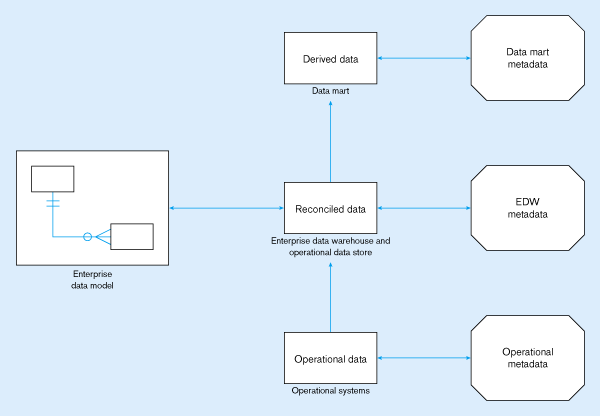 Derived data
Data mart
Data mart
metadata
Reconciled data
Enterprise data warehouse and
operational data store
EDW
metadata
Enterprise
data model
Operational data
Operational systems
Operational
metadata